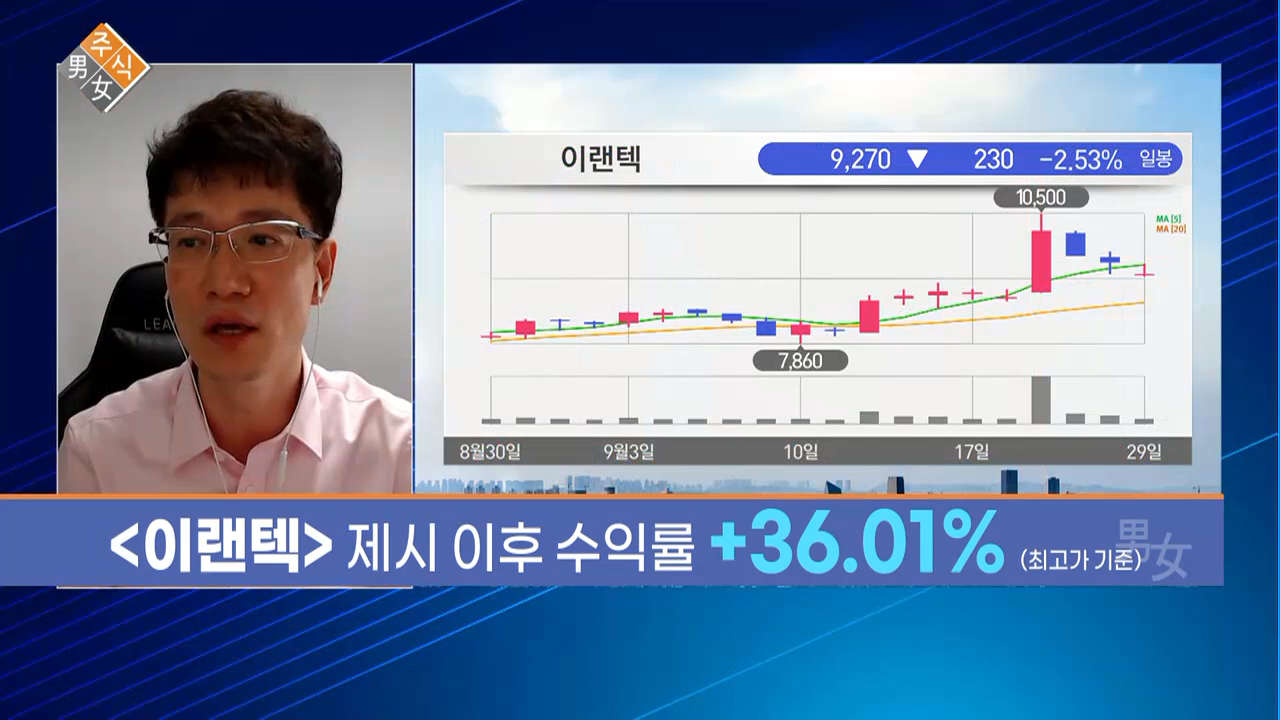 주식
男女
이랜텍 9,270 ▼ 230 -2.53% 일봉
10,500
MA [5]
MA [20]
7,860
LEA
8월30일 9월3일 10일 17일 29일
<이랜텍> 제시 이후 수익률 +36.01% (최고가 기준)
男女